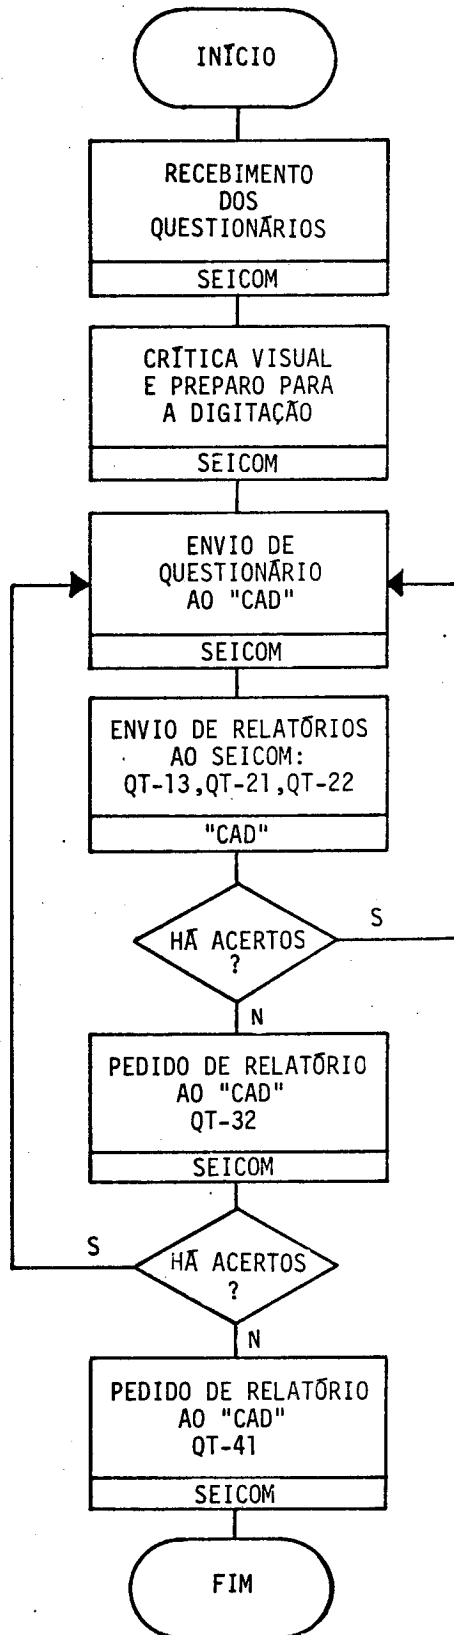 INÍCIO
RECEBIMENTO
DOS
QUESTIONÁRIOS
SEICOM
CRÍTICA VISUAL
E PREPARO PARA
A DIGITAÇÃO
SEICOM
ENVIO DE
QUESTIONÁRIO
AO "CAD"
SEICOM
ENVIO DE RELATÓRIOS
AO SEICOM:
QT-13,QT-21,QT-22
"CAD"
HÁ ACERTOS
?
S
N
PEDIDO DE RELATÓRIO
AO "CAD"
QT-32
SEICOM
S
HÁ ACERTOS
?
N
PEDIDO DE RELATÓRIO
AO "CAD"
QT-41
SEICOM
FIM